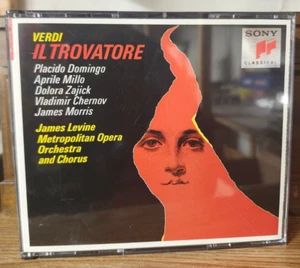 VERDI
IL TROVATORE
Placido Domingo
Aprile Millo
Dolora Zajick
Vladimir Chernov
James Morris
James Levine
Metropolitan Opera
Orchestra
and Chorus
SONY
CLASSICAL